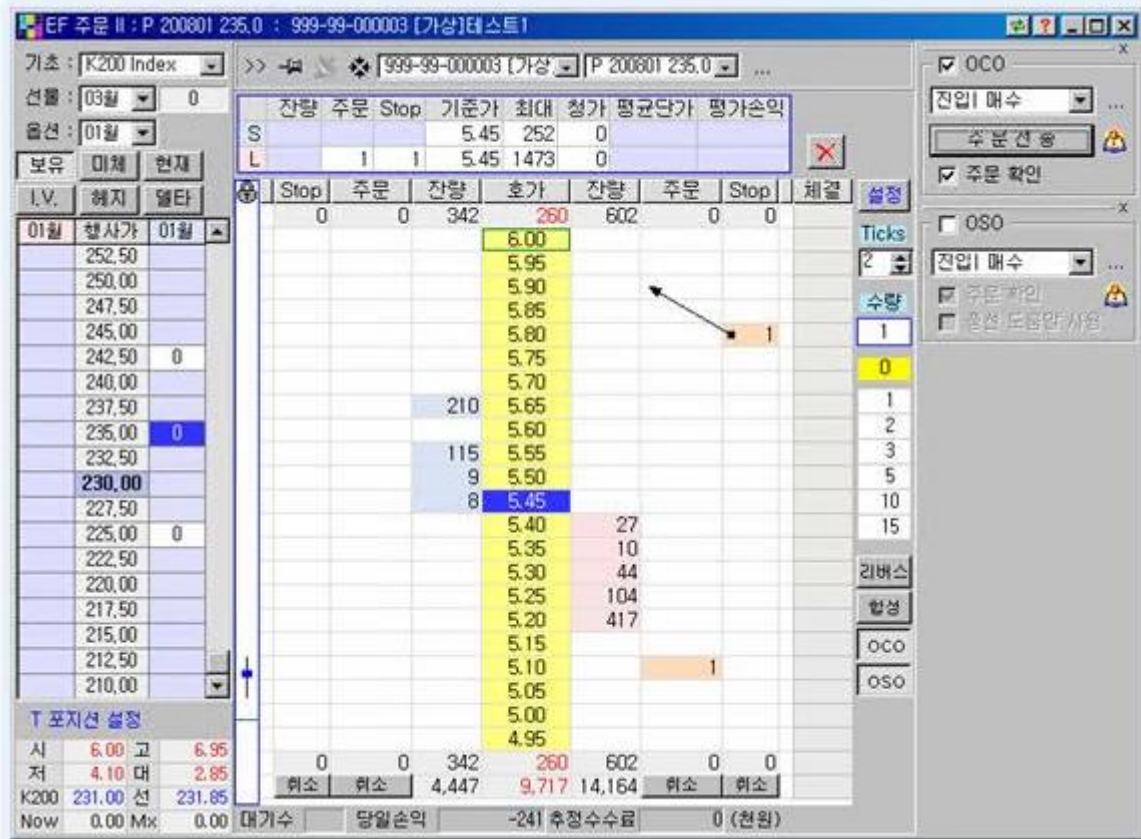 EF 주문 II : P 200801 235.0 : 999-99-000003 [가상]테스트1
기초 : K200 Index
선물 : 03월 0
옵션 : 01월
보유 미체 현재
I.V. 헤지 델타
01월 행사가 01월
252,50
250,00
247,50
245,00
242,50 0
240,00
237,50
235,00 0
232,50
230,00
227,50
225,00 0
222,50
220,00
217,50
215,00
212,50
210,00
T 포지션 설정
시 6.00 고 6.95
저 4.10 대 2.85
K200 231.00 선 231.85
Now 0.00 Mx 0.00
>> 999-99-000003 [가상 P 200801 235.0 ...
잔량 주문 Stop 기준가 최대 청가 평균단가 평가손익
S 5.45 252 0
L 1 1 5.45 1473 0
Stop 주문 잔량 호가 잔량 주문 Stop 체결
0 0 342 260 602 0 0
6.00
5.95
5.90
5.85
5.80 1
5.75
5.70
210 5.65
5.60
115 5.55
9 5.50
8 5.45
5.40 27
5.35 10
5.30 44
5.25 104
5.20 417
5.15
5.10 1
5.05
5.00
4.95
0 0 342 260 602 0 0
취소 취소 4,447 9,717 14,164 취소 취소
대기수 당일손익 -241 추정수수료 0 (천원)
설정
Ticks
2
수량
1
0
1
2
3
5
10
15
리버스
합성
OCO
OSO
x
OCO
진입| 매수 ...
주문전송
주문 확인
x
OSO
진입| 매수 ...
주문 확인
옵션 도움말 사용